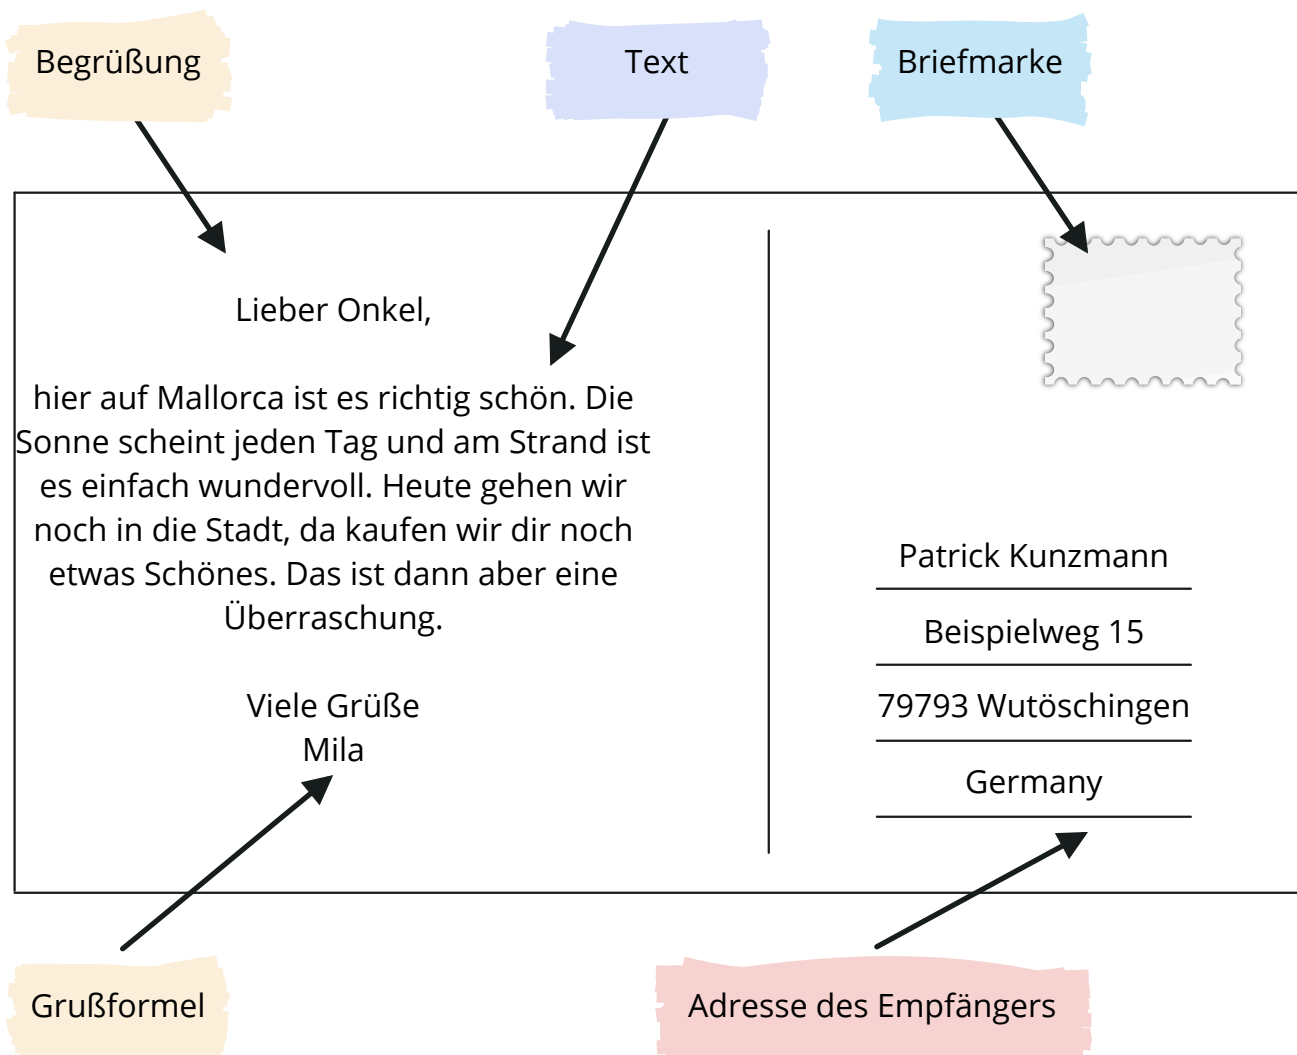 Begrüßung
Text
Briefmarke
Lieber Onkel,
hier auf Mallorca ist es richtig schön. Die
Sonne scheint jeden Tag und am Strand ist
es einfach wundervoll. Heute gehen wir
noch in die Stadt, da kaufen wir dir noch
etwas Schönes. Das ist dann aber eine
Überraschung.
Viele Grüße
Mila
Patrick Kunzmann
Beispielweg 15
79793 Wutöschingen
Germany
Grußformel
Adresse des Empfängers